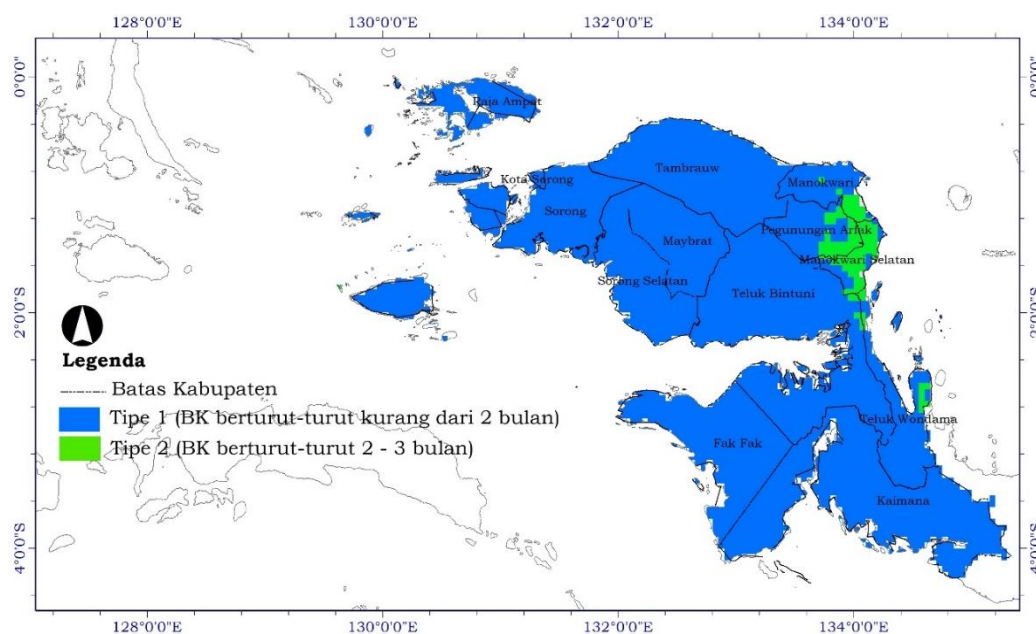 128°0'0"E 130°0'0"E 132°0'0"E 134°0'0"E
0°0'0" 0°0'0"
Raja Ampat
Tambrauw
Kota Sorong
Manokwari
Sorong
Pegunungan Arfak
Maybrat
Manokwari Selatan
Sorong Selatan
Teluk Bintuni
2°0'0"S 2°0'0"S
Legenda
Batas Kabupaten
Tipe 1 (BK berturut-turut kurang dari 2 bulan)
Tipe 2 (BK berturut-turut 2 - 3 bulan)
Teluk Wondama
Fak Fak
Kaimana
4°0'0"S 4°0'0"S
128°0'0"E 130°0'0"E 132°0'0"E 134°0'0"E